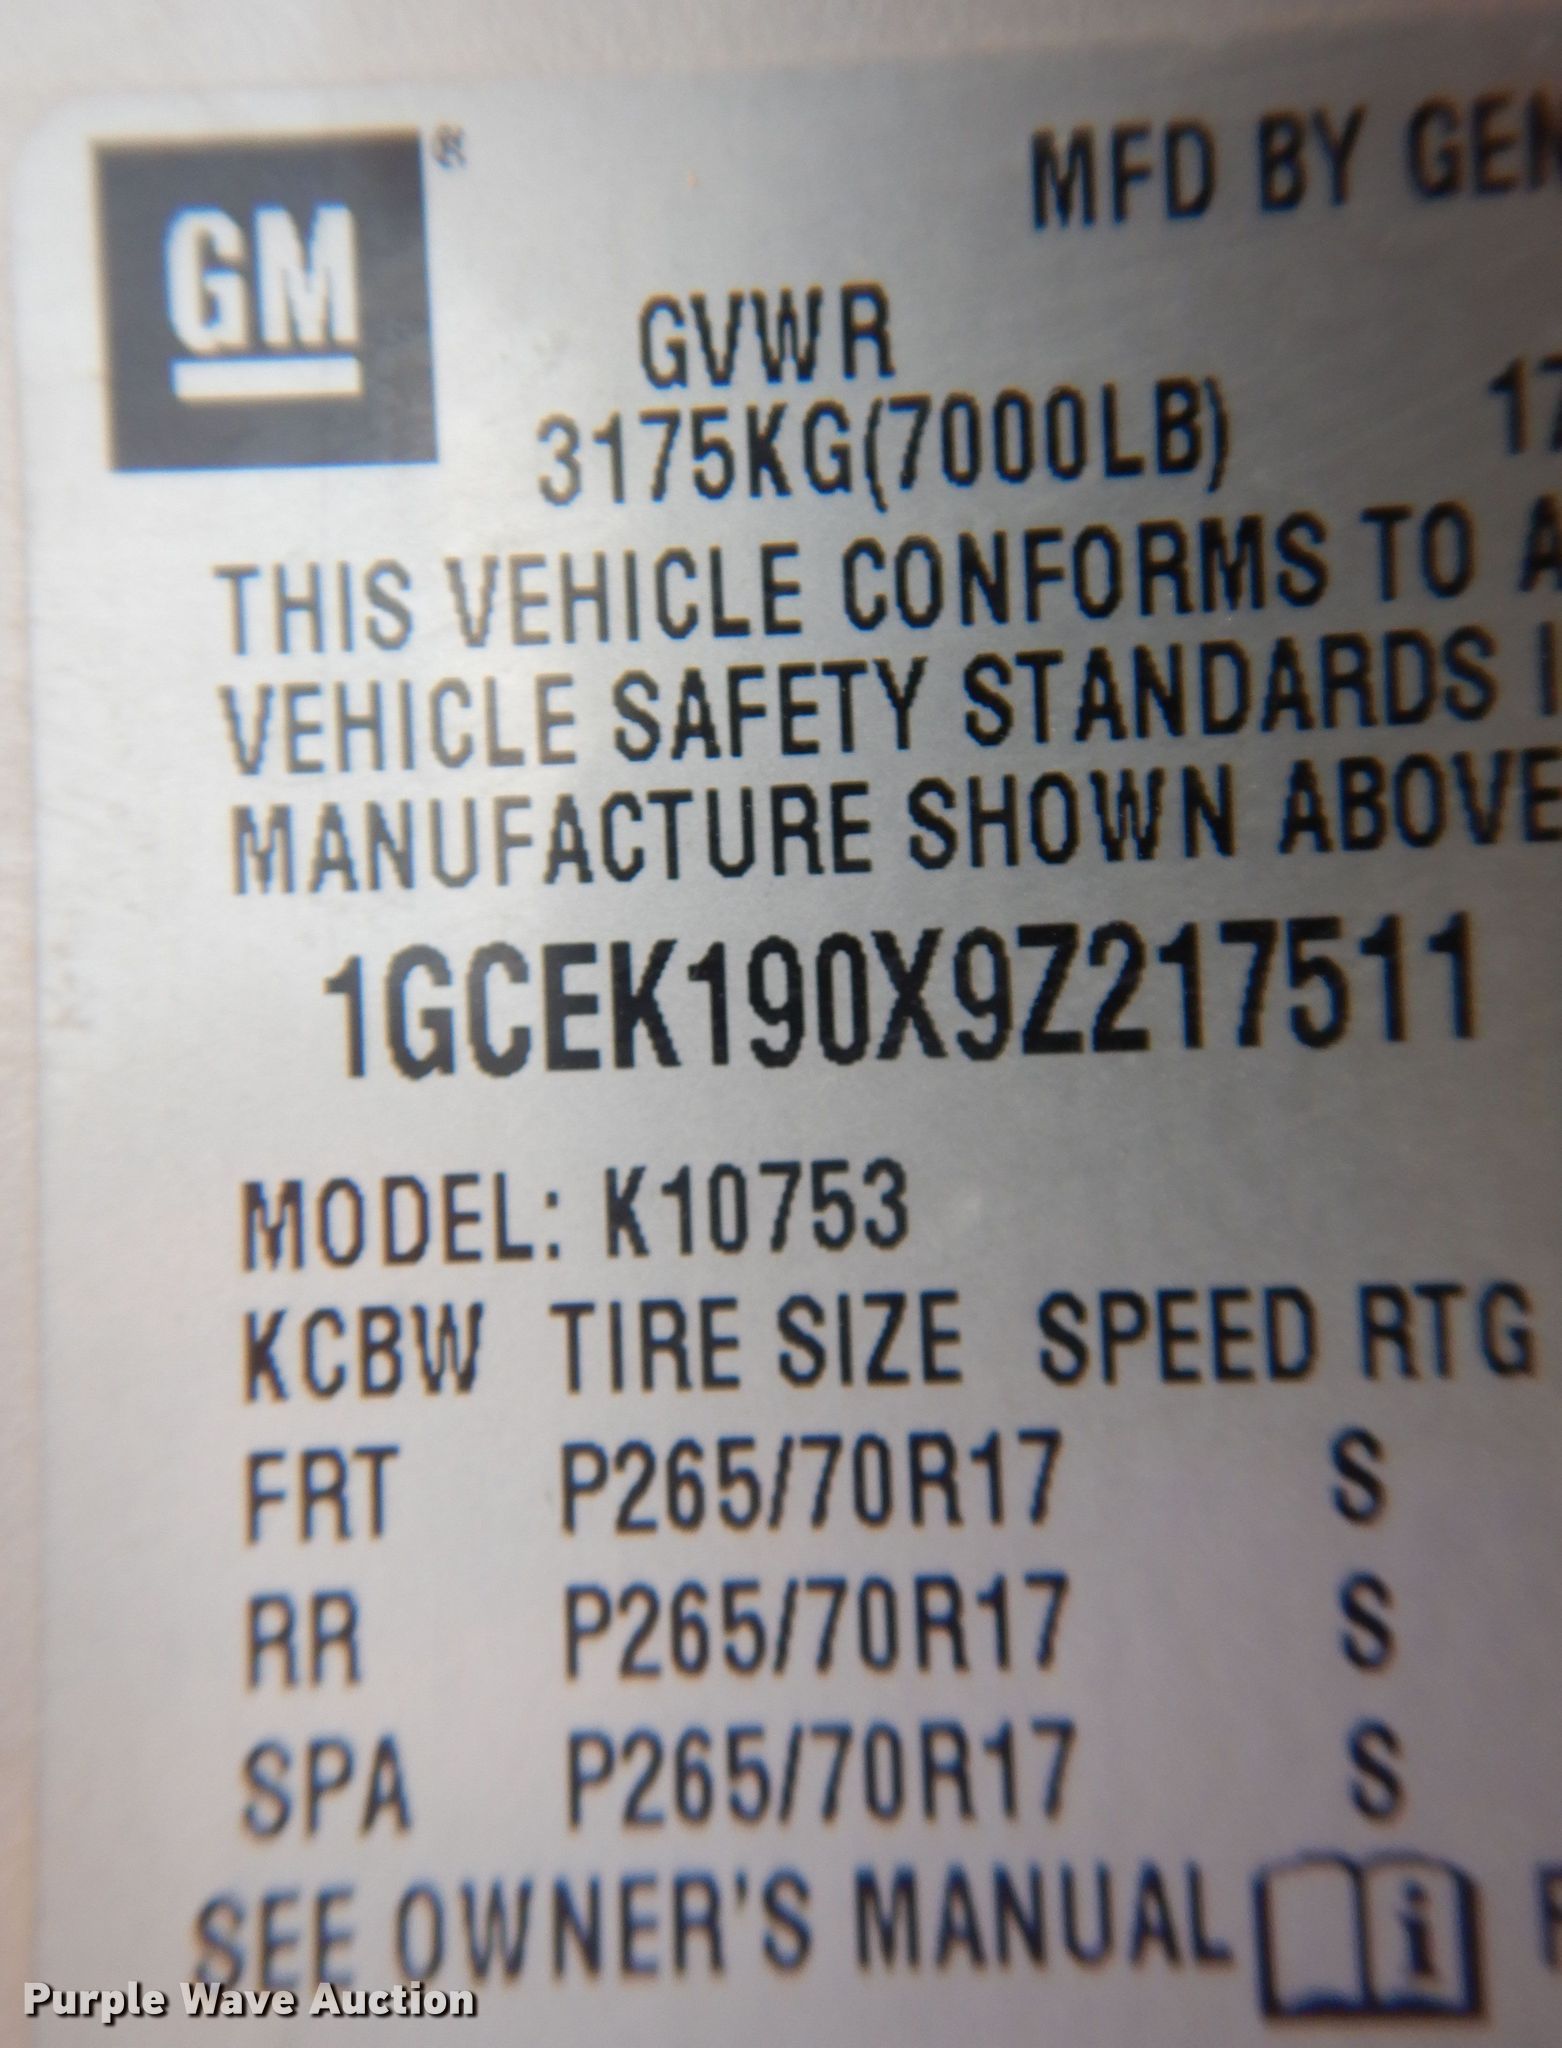 GM®
MFD BY GEN
GVWR
3175KG(7000LB) 17
THIS VEHICLE CONFORMS TO A
VEHICLE SAFETY STANDARDS I
MANUFACTURE SHOWN ABOVE
1GCEK190X9Z217511
MODEL: K10753
KCBW TIRE SIZE SPEED RTG
FRT P265/70R17 S
RR P265/70R17 S
SPA P265/70R17 S
SEE OWNER'S MANUAL i F
Purple Wave Auction